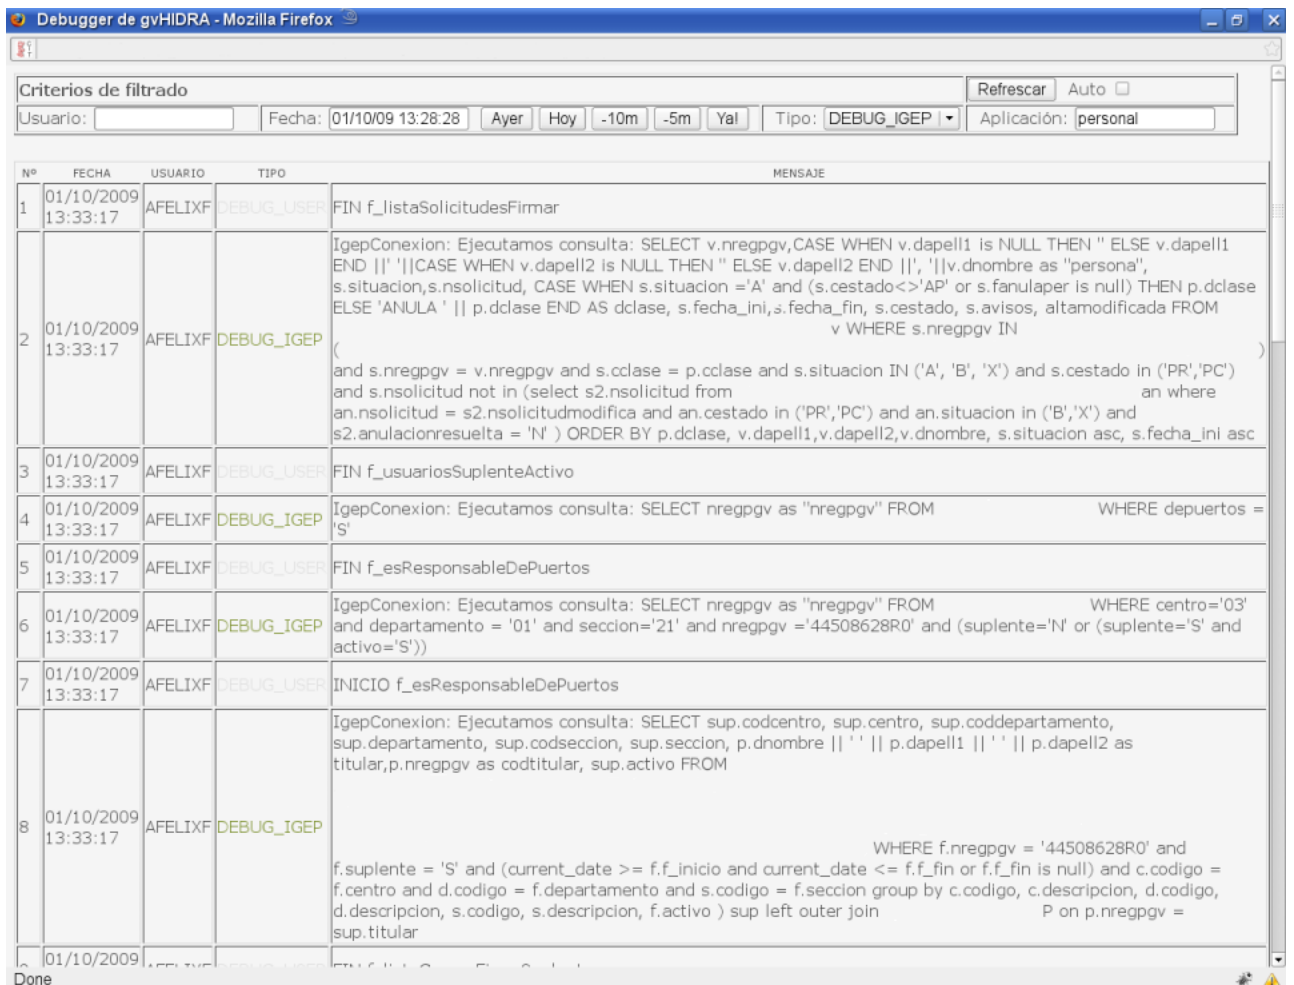 Debugger de gvHIDRA - Mozilla Firefox
Criterios de filtrado
Refrescar Auto
Usuario: Fecha: 01/10/09 13:28:28 Ayer Hoy -10m -5m Ya! Tipo: DEBUG_IGEP Aplicación: personal
Nº FECHA USUARIO TIPO MENSAJE
1 01/10/2009 13:33:17 AFELIXF DEBUG_USER FIN f_listaSolicitudesFirmar
2 01/10/2009 13:33:17 AFELIXF DEBUG_IGEP
IgepConexion: Ejecutamos consulta: SELECT v.nregpgv,CASE WHEN v.dapell1 is NULL THEN '' ELSE v.dapell1
END ||' '||CASE WHEN v.dapell2 is NULL THEN '' ELSE v.dapell2 END ||', '||v.dnombre as "persona",
s.situacion,s.nsolicitud, CASE WHEN s.situacion ='A' and (s.cestado<>'AP' or s.fanulaper is null) THEN p.dclase
ELSE 'ANULA ' || p.dclase END AS dclase, s.fecha_ini,s.fecha_fin, s.cestado, s.avisos, altamodificada FROM
v WHERE s.nregpgv IN
( )
and s.nregpgv = v.nregpgv and s.cclase = p.cclase and s.situacion IN ('A', 'B', 'X') and s.cestado in ('PR','PC')
and s.nsolicitud not in (select s2.nsolicitud from an where
an.nsolicitud = s2.nsolicitudmodifica and an.cestado in ('PR','PC') and an.situacion in ('B','X') and
s2.anulacionresuelta = 'N' ) ORDER BY p.dclase, v.dapell1,v.dapell2,v.dnombre, s.situacion asc, s.fecha_ini asc
3 01/10/2009 13:33:17 AFELIXF DEBUG_USER FIN f_usuariosSuplenteActivo
4 01/10/2009 13:33:17 AFELIXF DEBUG_IGEP
IgepConexion: Ejecutamos consulta: SELECT nregpgv as "nregpgv" FROM WHERE depuertos =
'S'
5 01/10/2009 13:33:17 AFELIXF DEBUG_USER FIN f_esResponsableDePuertos
6 01/10/2009 13:33:17 AFELIXF DEBUG_IGEP
IgepConexion: Ejecutamos consulta: SELECT nregpgv as "nregpgv" FROM WHERE centro='03'
and departamento = '01' and seccion='21' and nregpgv ='44508628R0' and (suplente='N' or (suplente='S' and
activo='S'))
7 01/10/2009 13:33:17 AFELIXF DEBUG_USER INICIO f_esResponsableDePuertos
8 01/10/2009 13:33:17 AFELIXF DEBUG_IGEP
IgepConexion: Ejecutamos consulta: SELECT sup.codcentro, sup.centro, sup.coddepartamento,
sup.departamento, sup.codseccion, sup.seccion, p.dnombre || ' ' || p.dapell1 || ' ' || p.dapell2 as
titular,p.nregpgv as codtitular, sup.activo FROM
WHERE f.nregpgv = '44508628R0' and
f.suplente = 'S' and (current_date >= f.f_inicio and current_date <= f.f_fin or f.f_fin is null) and c.codigo =
f.centro and d.codigo = f.departamento and s.codigo = f.seccion group by c.codigo, c.descripcion, d.codigo,
d.descripcion, s.codigo, s.descripcion, f.activo ) sup left outer join P on p.nregpgv =
sup.titular
01/10/2009
Done